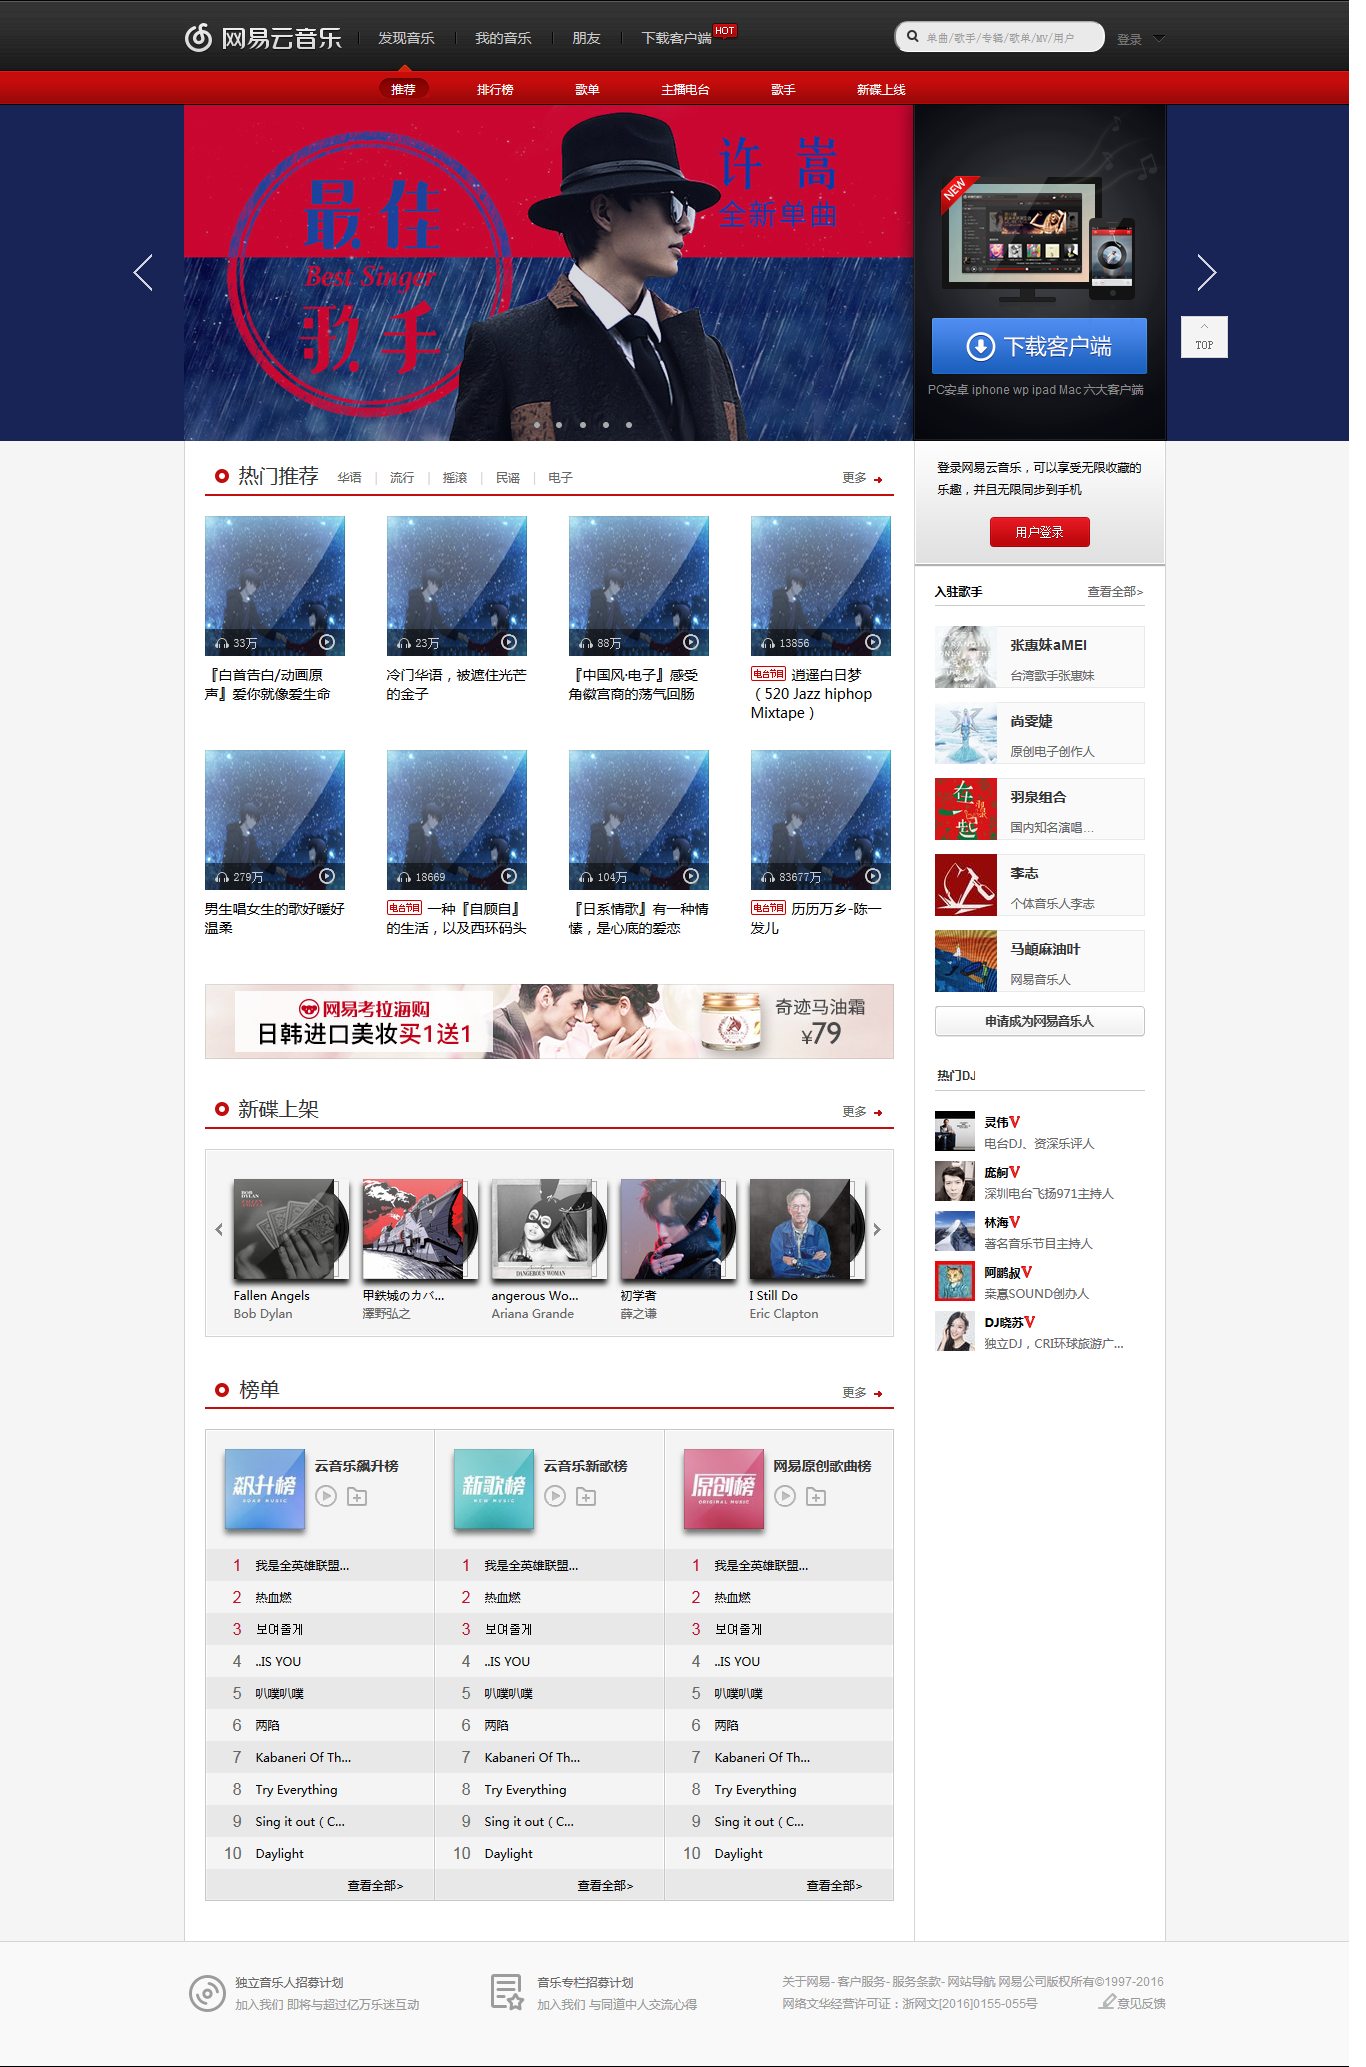 网易云音乐
发现音乐 我的音乐 朋友 下载客户端 HOT
单曲/歌手/专辑/歌单/MV/用户 登录
推荐 排行榜 歌单 主播电台 歌手 新碟上线
最佳
Best Singer
歌手
许嵩
全新单曲
NEW
下载客户端
PC安卓 iphone wp ipad Mac 六大客户端
TOP
热门推荐 华语 | 流行 | 摇滚 | 民谣 | 电子 更多
33万 23万 88万 13856
『白首告白/动画原
声』爱你就像爱生命
冷门华语，被遮住光芒
的金子
『中国风·电子』感受
角徽宫商的荡气回肠
电台节目 逍遥白日梦
（520 Jazz hiphop
Mixtape）
279万 18669 104万 83677万
男生唱女生的歌好暖好
温柔
电台节目 一种『自顾自』
的生活，以及西环码头
『日系情歌』有一种情
愫，是心底的爱恋
电台节目 历历万乡-陈一
发儿
网易考拉海购
日韩进口美妆买1送1
奇迹马油霜
¥79
新碟上架 更多
BOB
DYLAN
FALLEN
DANGEROUS WOMAN
Fallen Angels
Bob Dylan
甲鉄城のカバ...
澤野弘之
angerous Wo...
Ariana Grande
初学者
薛之谦
I Still Do
Eric Clapton
榜单 更多
飙升榜
SOAR MUSIC
云音乐飙升榜
新歌榜
NEW MUSIC
云音乐新歌榜
原创榜
ORIGINAL MUSIC
网易原创歌曲榜
1 我是全英雄联盟... 1 我是全英雄联盟... 1 我是全英雄联盟...
2 热血燃 2 热血燃 2 热血燃
3 보여줄게 3 보여줄게 3 보여줄게
4 ..IS YOU 4 ..IS YOU 4 ..IS YOU
5 叭噗叭噗 5 叭噗叭噗 5 叭噗叭噗
6 两陷 6 两陷 6 两陷
7 Kabaneri Of Th... 7 Kabaneri Of Th... 7 Kabaneri Of Th...
8 Try Everything 8 Try Everything 8 Try Everything
9 Sing it out ( C... 9 Sing it out ( C... 9 Sing it out ( C...
10 Daylight 10 Daylight 10 Daylight
查看全部> 查看全部> 查看全部>
登录网易云音乐，可以享受无限收藏的
乐趣，并且无限同步到手机
用户登录
入驻歌手 查看全部>
张惠妹aMEI
台湾歌手张惠妹
尚雯婕
原创电子创作人
在一起
羽泉组合
国内知名演唱...
李志
个体音乐人李志
马頔麻油叶
网易音乐人
申请成为网易音乐人
热门DJ
灵伟V
电台DJ、资深乐评人
庞舸V
深圳电台飞扬971主持人
林海V
著名音乐节目主持人
阿鹏叔V
桒惪SOUND创办人
DJ晓苏V
独立DJ，CRI环球旅游广...
独立音乐人招募计划
加入我们 即将与超过亿万乐迷互动
音乐专栏招募计划
加入我们 与同道中人交流心得
关于网易- 客户服务- 服务条款- 网站导航 网易公司版权所有©1997-2016
网络文华经营许可证：浙网文[2016]0155-055号 意见反馈